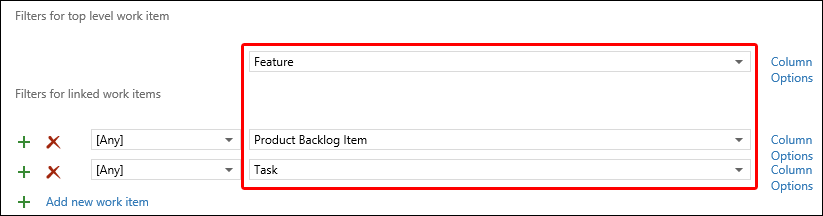 Filters for top level work item
Feature
Column
Options
Filters for linked work items
[Any]
Product Backlog Item
Column
Options
[Any]
Task
Column
Options
Add new work item